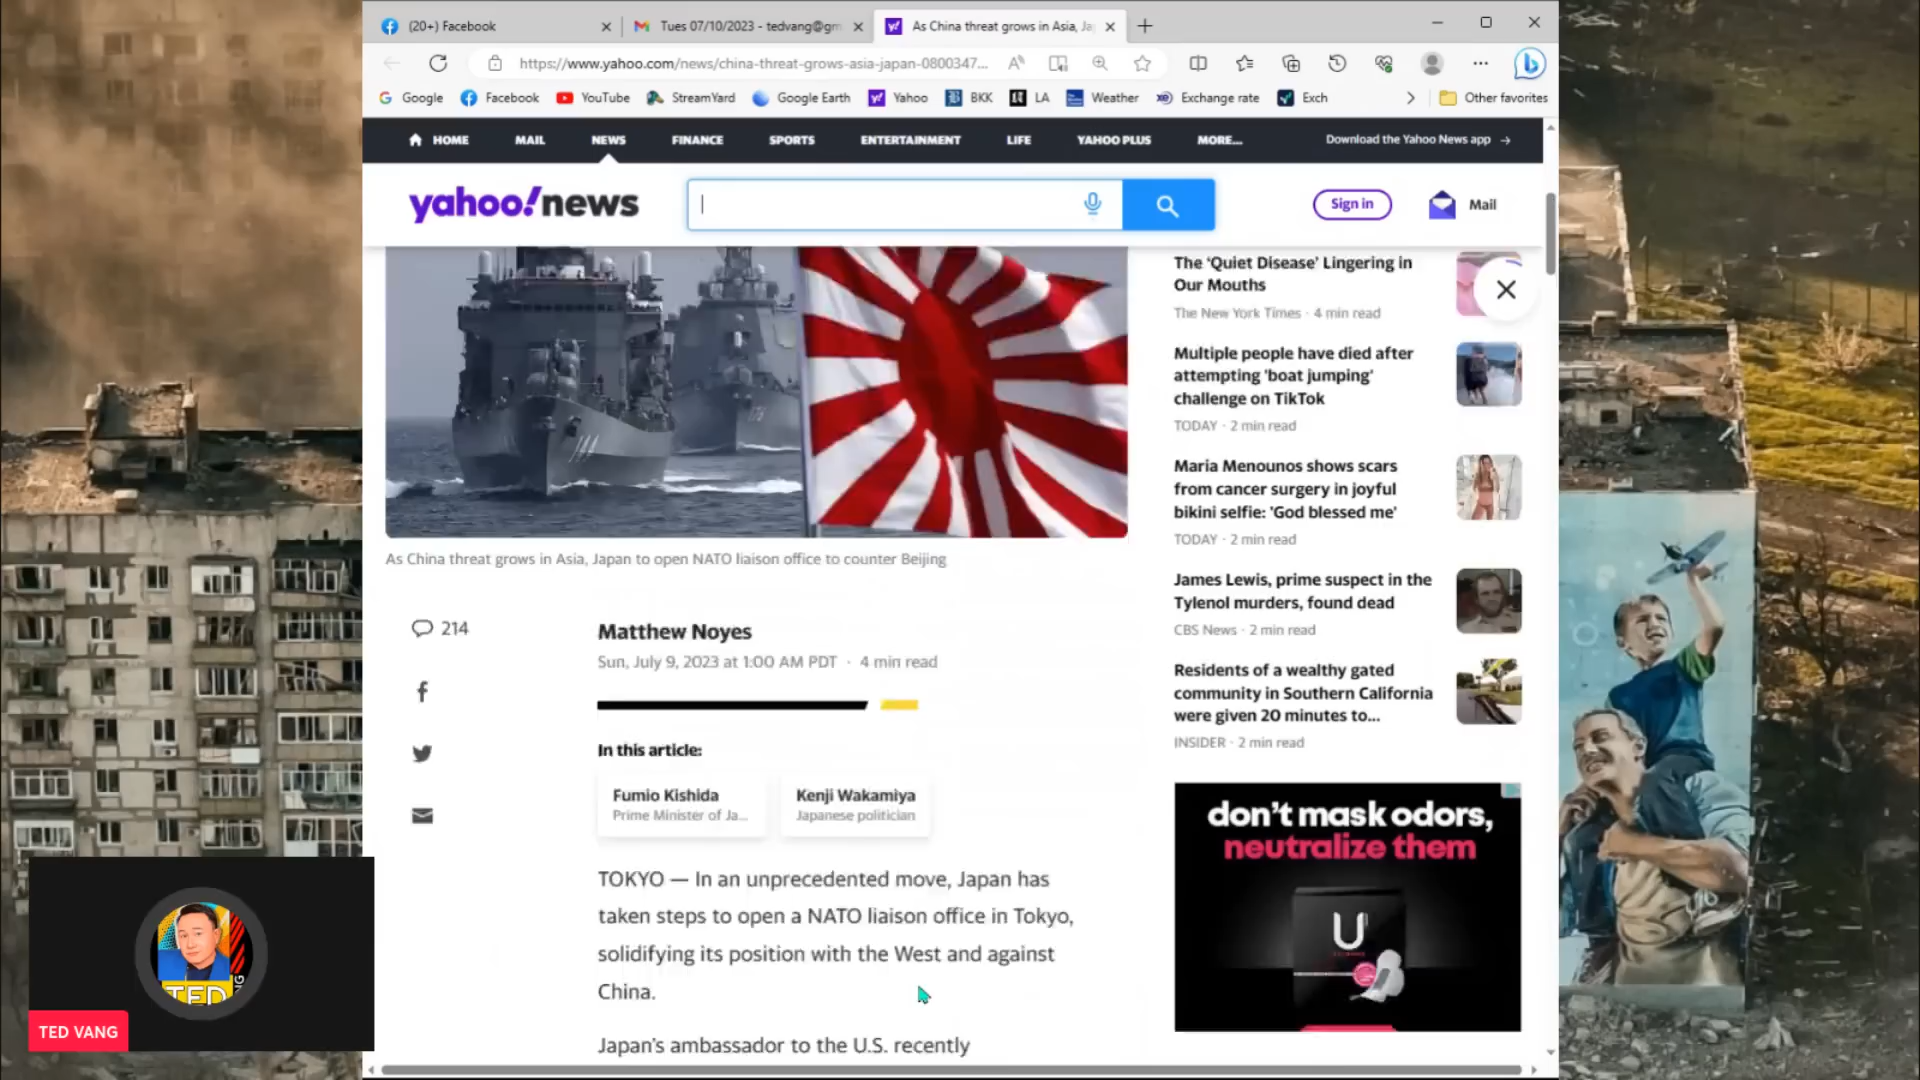 (20+) Facebook
Tues 07/10/2023 - tedvang@gm
As China threat grows in Asia, Ja
https://www.yahoo.com/news/china-threat-grows-asia-japan-0800347...
Google
Facebook
YouTube
StreamYard
Google Earth
Yahoo
BKK
LA
Weather
Exchange rate
Exch
Other favorites
HOME
MAIL
NEWS
FINANCE
SPORTS
ENTERTAINMENT
LIFE
YAHOO PLUS
MORE...
Download the Yahoo News app →
yahoo!news
Sign in
Mail
144
As China threat grows in Asia, Japan to open NATO liaison office to counter Beijing
214
Matthew Noyes
Sun, July 9, 2023 at 1:00 AM PDT · 4 min read
In this article:
Fumio Kishida
Prime Minister of Ja...
Kenji Wakamiya
Japanese politician
TOKYO — In an unprecedented move, Japan has
taken steps to open a NATO liaison office in Tokyo,
solidifying its position with the West and against
China.
Japan's ambassador to the U.S. recently
The 'Quiet Disease' Lingering in
Our Mouths
The New York Times · 4 min read
Multiple people have died after
attempting 'boat jumping'
challenge on TikTok
TODAY · 2 min read
Maria Menounos shows scars
from cancer surgery in joyful
bikini selfie: 'God blessed me'
TODAY · 2 min read
James Lewis, prime suspect in the
Tylenol murders, found dead
CBS News · 2 min read
Residents of a wealthy gated
community in Southern California
were given 20 minutes to...
INSIDER · 2 min read
don't mask odors,
neutralize them
U
TED
TED VANG